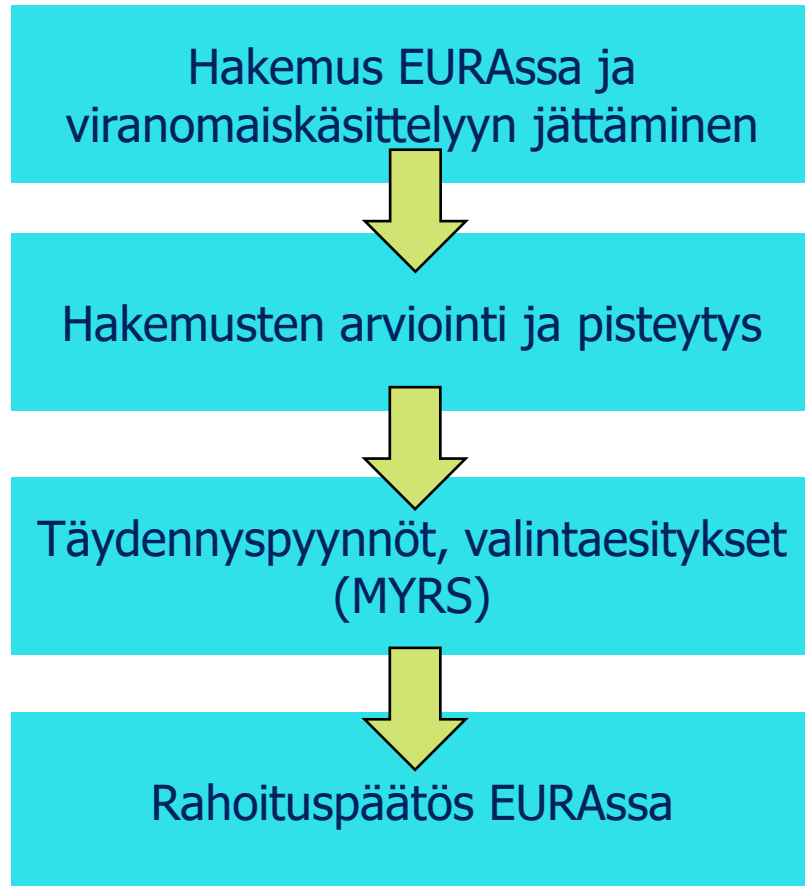 Hakemus EURAssa ja
viranomaiskäsittelyyn jättäminen
Hakemusten arviointi ja pisteytys
Täydennyspyynnöt, valintaesitykset
(MYRS)
Rahoituspäätös EURAssa